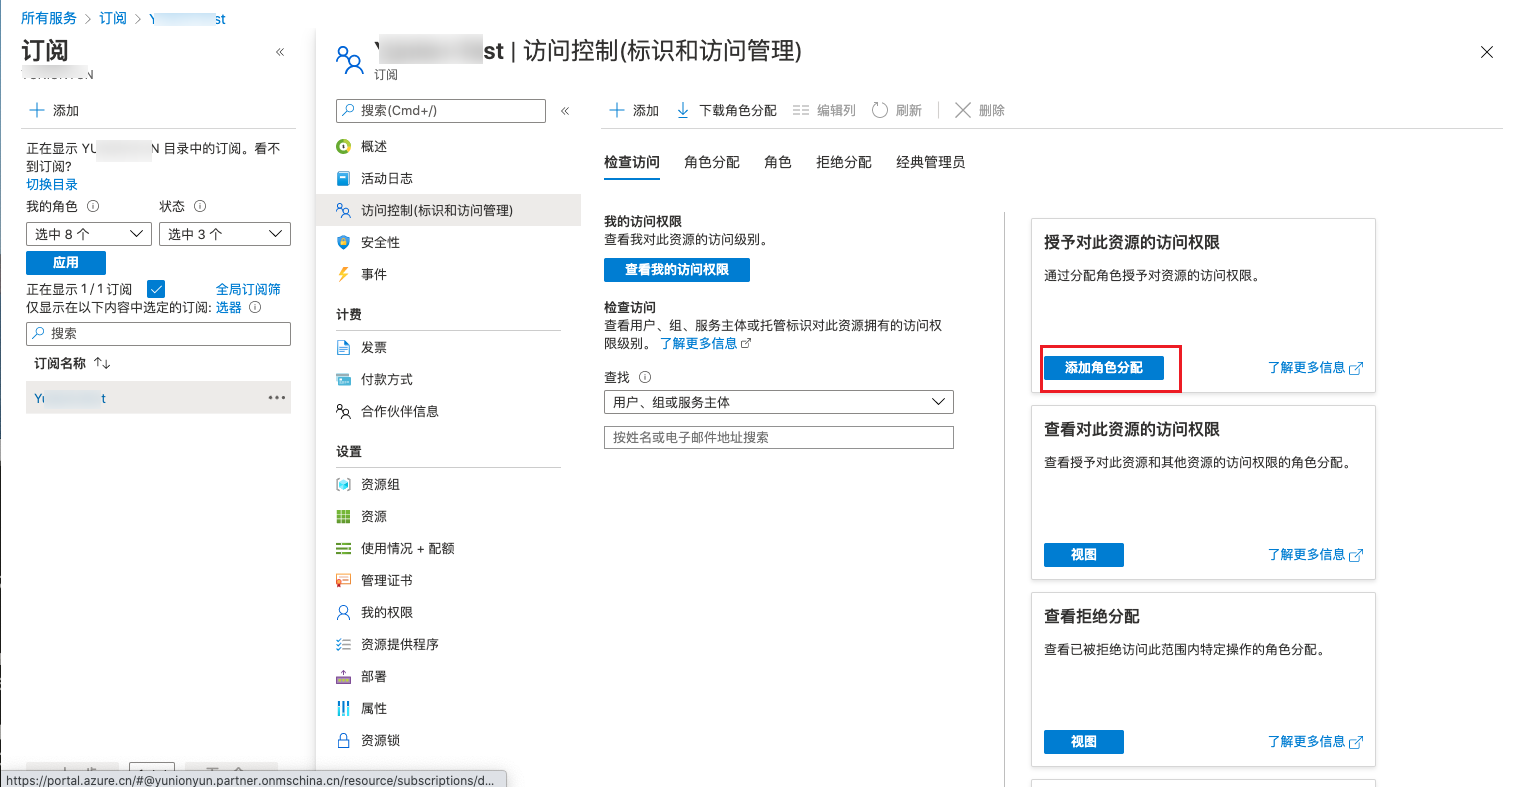 所有服务 > 订阅 >
订阅
«
添加
正在显示 YU N 目录中的订阅。看不
到订阅?
切换目录
我的角色
状态
选中 8 个
选中 3 个
应用
正在显示 1 / 1 订阅
全局订阅筛
仅显示在以下内容中选定的订阅: 选器
搜索
订阅名称 ↑↓
...
st | 访问控制(标识和访问管理)
订阅
搜索(Cmd+/)
«
概述
活动日志
访问控制(标识和访问管理)
安全性
事件
计费
发票
付款方式
合作伙伴信息
设置
资源组
资源
使用情况 + 配额
管理证书
我的权限
资源提供程序
部署
属性
资源锁
添加
下载角色分配
编辑列
刷新
删除
检查访问
角色分配
角色
拒绝分配
经典管理员
我的访问权限
查看我对此资源的访问级别。
查看我的访问权限
检查访问
查看用户、组、服务主体或托管标识对此资源拥有的访问权
限级别。 了解更多信息
查找
用户、组或服务主体
按姓名或电子邮件地址搜索
授予对此资源的访问权限
通过分配角色授予对资源的访问权限。
添加角色分配
了解更多信息
查看对此资源的访问权限
查看授予对此资源和其他资源的访问权限的角色分配。
视图
了解更多信息
查看拒绝分配
查看已被拒绝访问此范围内特定操作的角色分配。
视图
了解更多信息
https://portal.azure.cn/#@yunionyun.partner.onmschina.cn/resource/subscriptions/d...